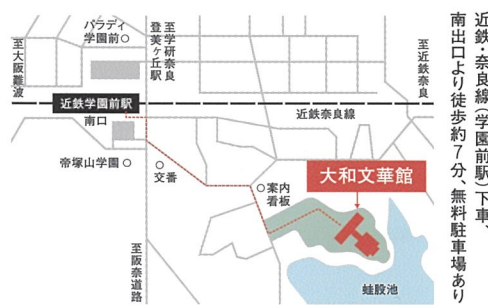 近鉄・奈良線(学園前駅)下車、
南出口より徒歩約7分、無料駐車場あり
パラディ
学園前
至学研奈良
登美ヶ丘駅
至大阪難波
至近鉄奈良
近鉄学園前駅
南口
近鉄奈良線
帝塚山学園
交番
案内
看板
大和文華館
至阪奈道路
蛙股池